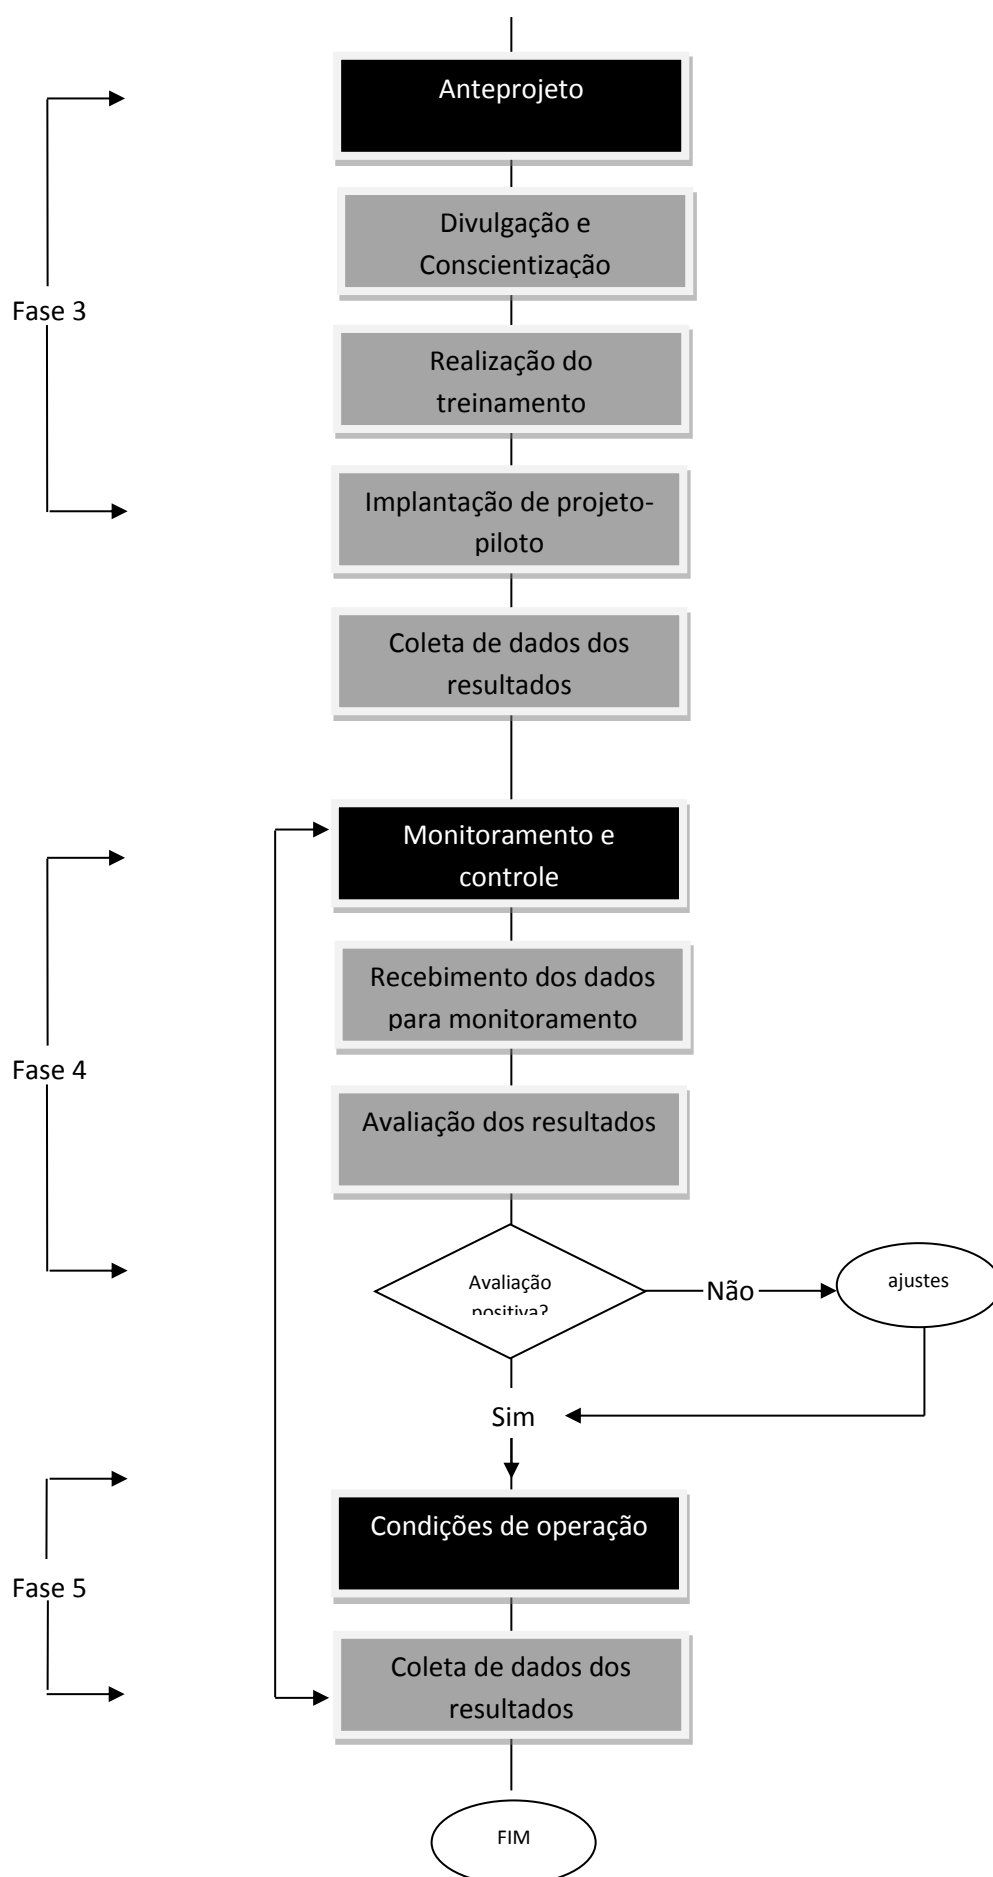 Anteprojeto
Divulgação e
Conscientização
Fase 3
Realização do
treinamento
Implantação de projeto-
piloto
Coleta de dados dos
resultados
Monitoramento e
controle
Recebimento dos dados
para monitoramento
Fase 4
Avaliação dos resultados
Avaliação
positiva?
Não
ajustes
Sim
Condições de operação
Fase 5
Coleta de dados dos
resultados
FIM